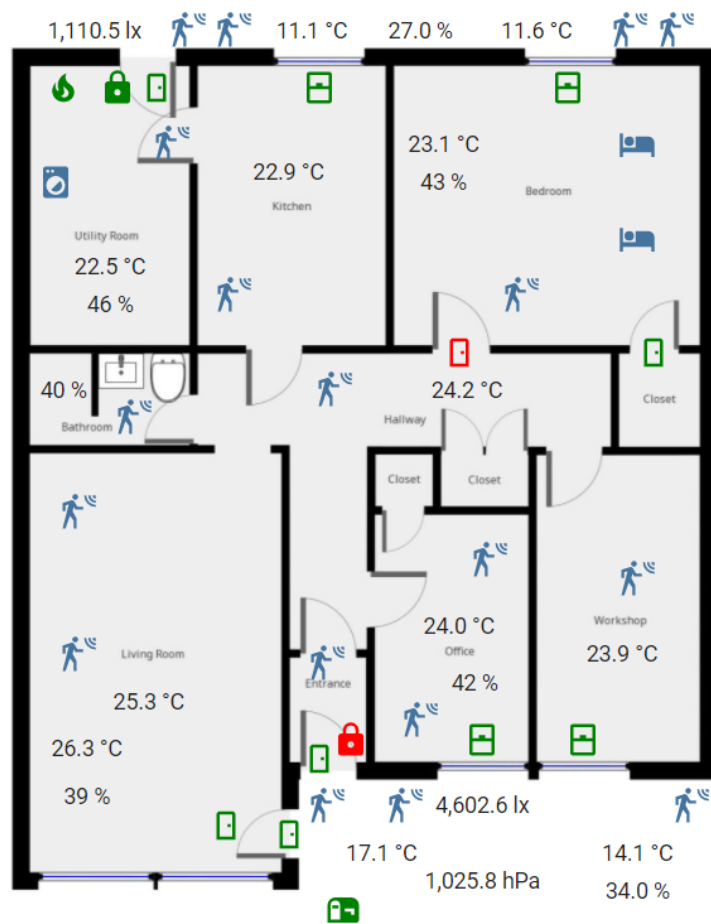 1,110.5 lx 11.1 °C 27.0 % 11.6 °C
23.1 °C
43 %
22.9 °C
Bedroom
Kitchen
Utility Room
22.5 °C
46 %
40 %
24.2 °C
Closet
Hallway
Bathroom
Closet
Closet
Workshop
24.0 °C
Office
23.9 °C
Living Room
Entrance
42 %
25.3 °C
26.3 °C
39 %
4,602.6 lx
17.1 °C
14.1 °C
1,025.8 hPa
34.0 %